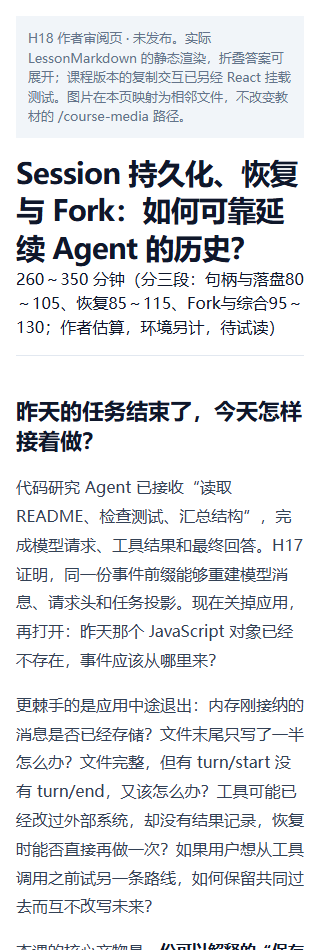 H18 作者审阅页 · 未发布。实际
LessonMarkdown 的静态渲染，折叠答案可
展开；课程版本的复制交互已另经 React 挂载
测试。图片在本页映射为相邻文件，不改变教
材的 /course-media 路径。
Session 持久化、恢复
与 Fork：如何可靠延
续 Agent 的历史？
260～350 分钟（分三段：句柄与落盘80
～105、恢复85～115、Fork与综合95～
130；作者估算，环境另计，待试读）
昨天的任务结束了，今天怎样
接着做？
代码研究 Agent 已接收“读取
README、检查测试、汇总结构”，完
成模型请求、工具结果和最终回答。H17
证明，同一份事件前缀能够重建模型消
息、请求头和任务投影。现在关掉应用，
再打开：昨天那个 JavaScript 对象已经
不存在，事件应该从哪里来？
更棘手的是应用中途退出：内存刚接纳的
消息是否已经存储？文件末尾只写了一半
怎么办？文件完整，但有 turn/start 没
有 turn/end，又该怎么办？工具可能已
经改过外部系统，却没有结果记录，恢复
时能否直接再做一次？如果用户想从工具
调用之前试另一条路线，如何保留共同过
去而互不改写未来？
本课的核心产物是一份可以解释的“保存